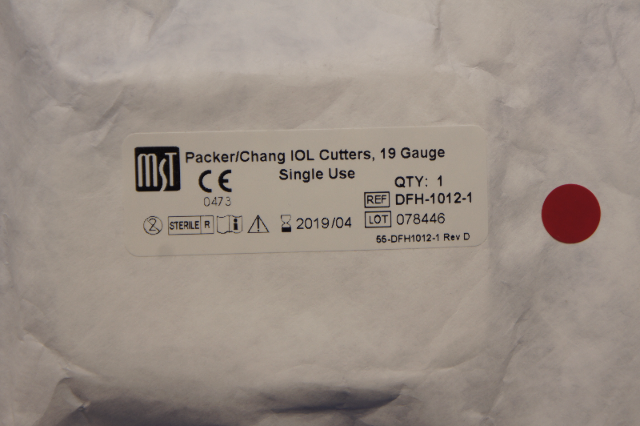 MST
Packer/Chang IOL Cutters, 19 Gauge
Single Use
CE
0473
QTY: 1
REF DFH-1012-1
STERILE R 2019/04 LOT 078446
55-DFH1012-1 Rev D